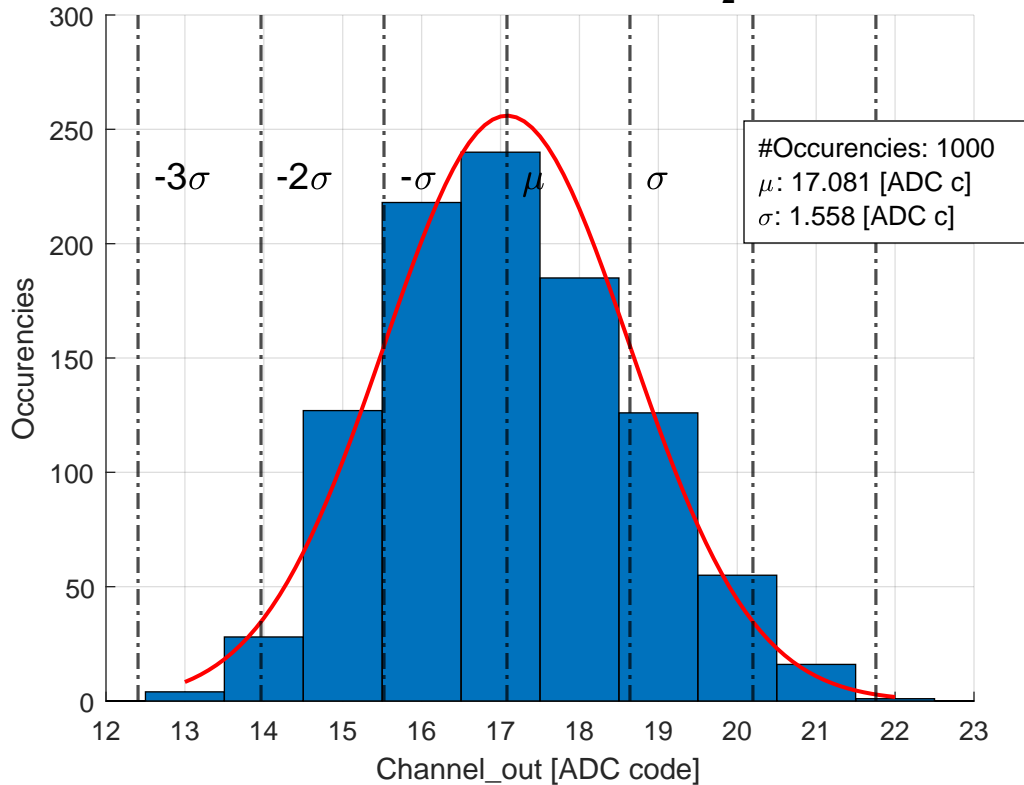 300
250
200
150
100
50
0
Occurencies
-3σ
-2σ
-σ
μ
σ
#Occurencies: 1000
μ: 17.081 [ADC c]
σ: 1.558 [ADC c]
12 13 14 15 16 17 18 19 20 21 22 23
Channel_out [ADC code]